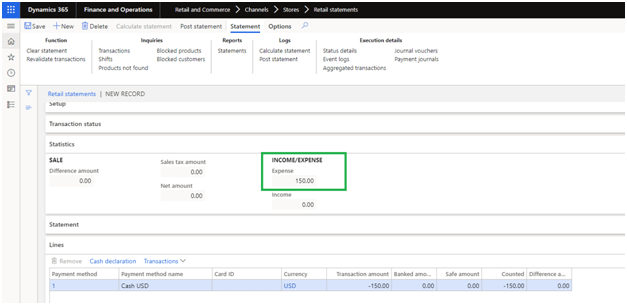 Dynamics 365 Finance and Operations Retail and Commerce > Channels > Stores > Retail statements
Save + New Delete Calculate statement Post statement Statement Options
Function Inquiries Reports Logs Execution details
Clear statement Transactions Blocked products Statements Calculate statement Status details Journal vouchers
Revalidate transactions Shifts Blocked customers Post statement Event logs Payment journals
Products not found Aggregated transactions
Retail statements | NEW RECORD
Setup
Transaction status
Statistics
SALE Sales tax amount INCOME/EXPENSE
Difference amount 0.00 Expense
0.00 Net amount 150.00
0.00 Income
0.00
Statement
Lines
Remove Cash declaration Transactions
Payment method Payment method name Card ID Currency Transaction amount Banked amo... Safe amount Counted Difference a...
1 Cash USD USD -150.00 0.00 0.00 -150.00 0.00